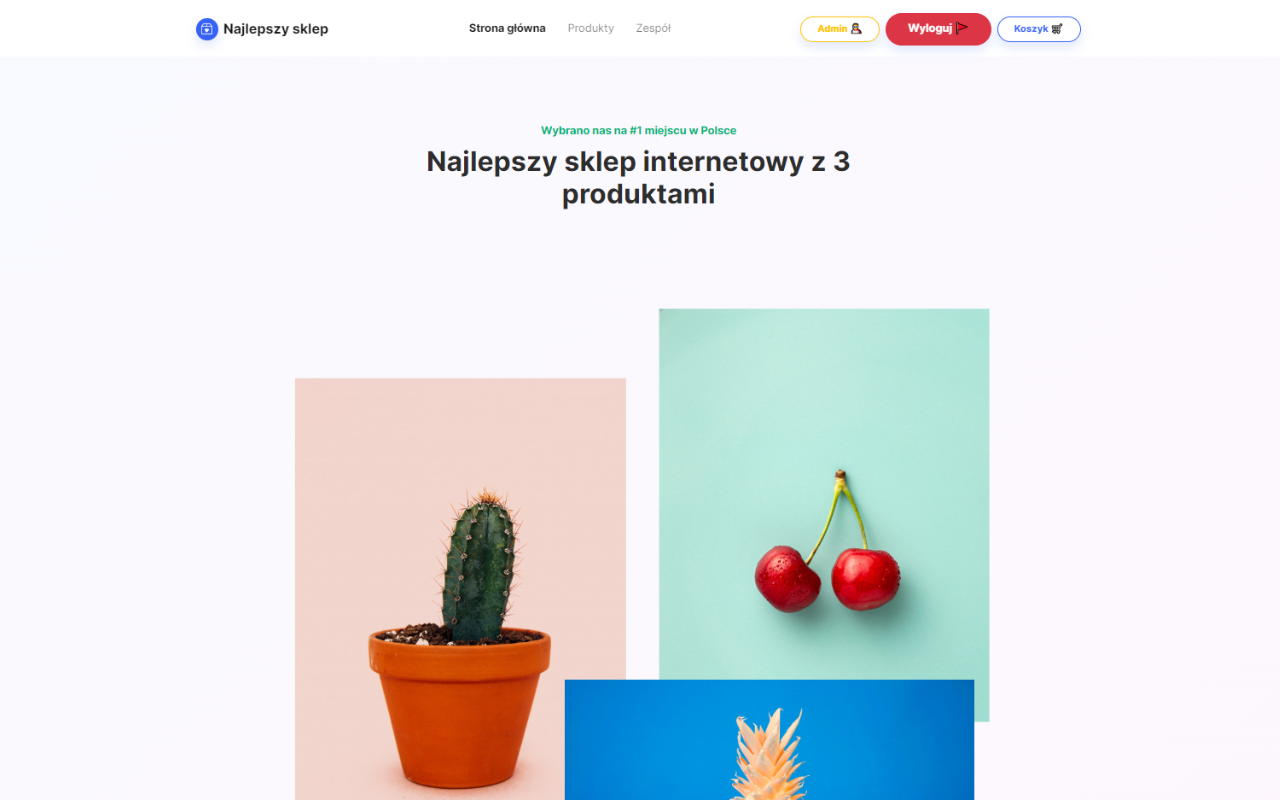 Najlepszy sklep
Strona główna
Produkty
Zespół
Admin
Wyloguj
Koszyk
Wybrano nas na #1 miejscu w Polsce
Najlepszy sklep internetowy z 3
produktami